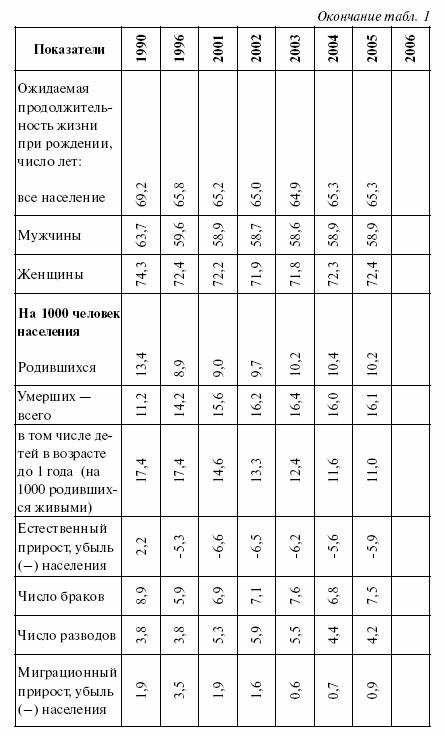 Окончание табл. 1
Показатели 1990 1996 2001 2002 2003 2004 2005 2006
Ожидаемая
продолжитель-
ность жизни
при рождении,
число лет:
все население 69,2 65,8 65,2 65,0 64,9 65,3 65,3
Мужчины 63,7 59,6 58,9 58,7 58,6 58,9 58,9
Женщины 74,3 72,4 72,2 71,9 71,8 72,3 72,4
На 1000 человек
населения
Родившихся 13,4 8,9 9,0 9,7 10,2 10,4 10,2
Умерших —
всего 11,2 14,2 15,6 16,2 16,4 16,0 16,1
в том числе де-
тей в возрасте
до 1 года (на
1000 родивших-
ся живыми) 17,4 17,4 14,6 13,3 12,4 11,6 11,0
Естественный
прирост, убыль
(−) населения 2,2 -5,3 -6,6 -6,5 -6,2 -5,6 -5,9
Число браков 8,9 5,9 6,9 7,1 7,6 6,8 7,5
Число разводов 3,8 3,8 5,3 5,9 5,5 4,4 4,2
Миграционный
прирост, убыль
(−) населения 1,9 3,5 1,9 1,6 0,6 0,7 0,9